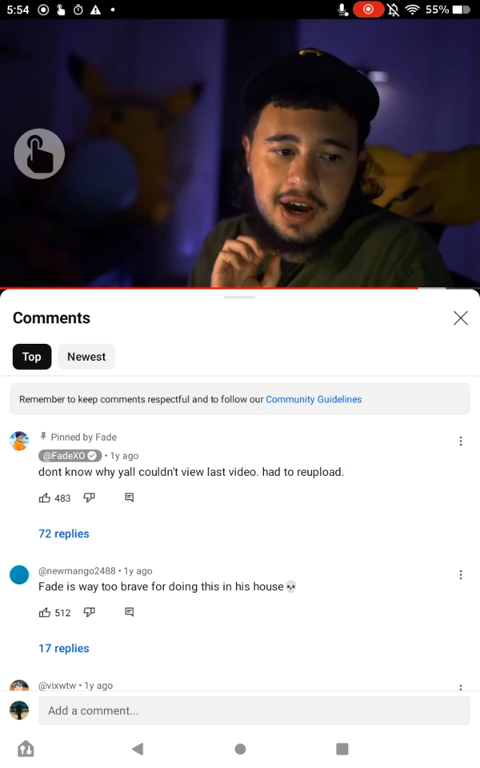 5:54
55%
Comments
Top
Newest
Remember to keep comments respectful and to follow our Community Guidelines
Pinned by Fade
@FadeXO • 1y ago
dont know why yall couldn't view last video. had to reupload.
483
72 replies
@newmango2488 • 1y ago
Fade is way too brave for doing this in his house💀
512
17 replies
@vixwtw • 1y ago
Add a comment...